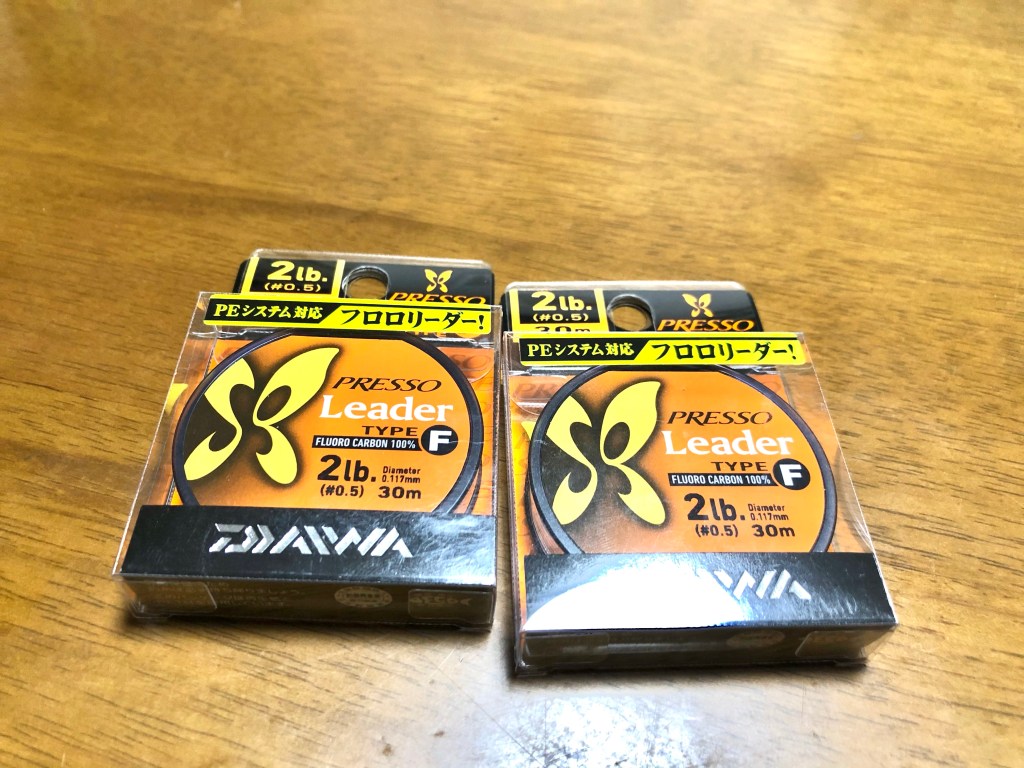 2lb.
(#0.5)
PRESSO
PEシステム対応 フロロリーダー!
PRESSO
Leader
TYPE F
FLUORO CARBON 100%
2lb. Diameter
0.117mm
(#0.5) 30m
DAIWA
2lb.
(#0.5)
30m
PRESSO
PEシステム対応 フロロリーダー!
PRESSO
Leader
TYPE F
FLUORO CARBON 100%
2lb. Diameter
0.117mm
(#0.5) 30m
DAIWA